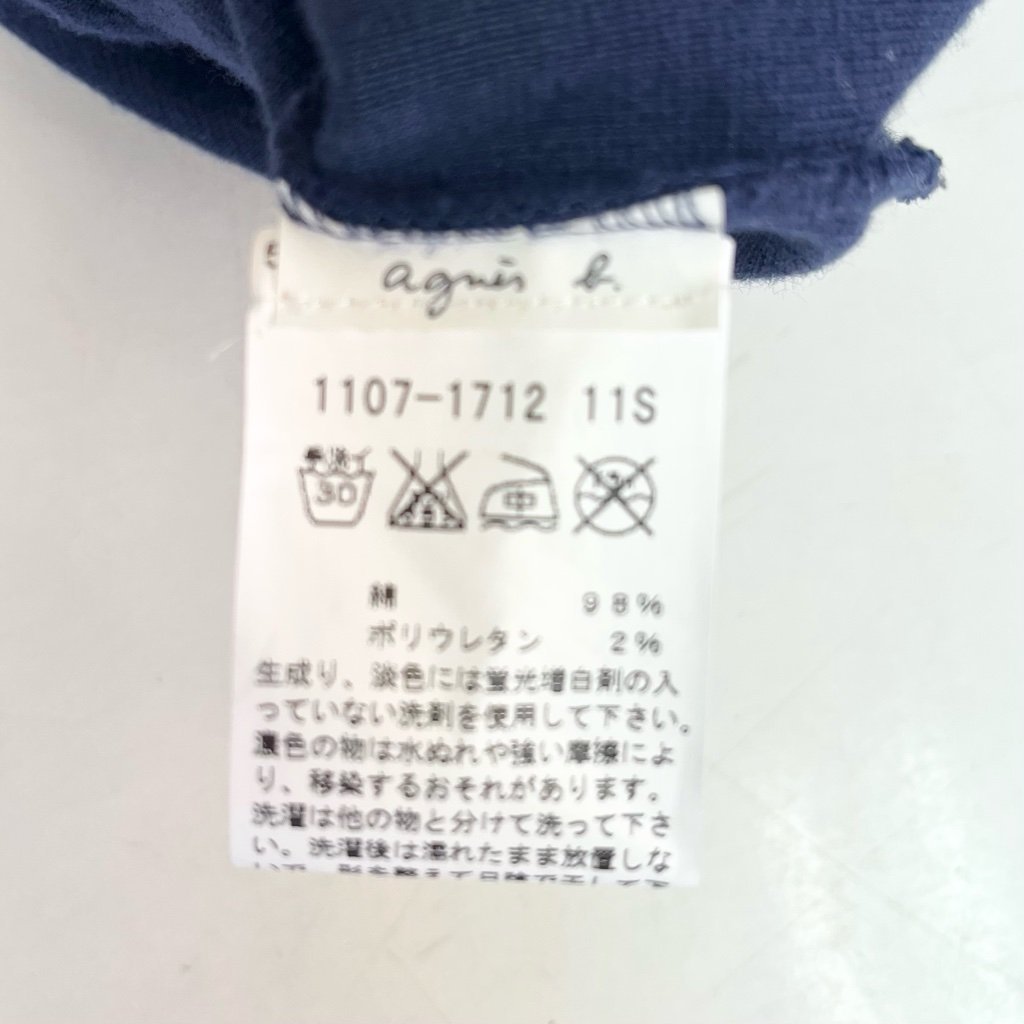 agnès b.
1107-1712 11S
手洗イ
30
中
綿 98%
ポリウレタン 2%
生成り、淡色には蛍光増白剤の入
っていない洗剤を使用して下さい。
濃色の物は水ぬれや強い摩擦によ
り、移染するおそれがあります。
洗濯は他の物と分けて洗って下さ
い。洗濯後は濡れたまま放置しな